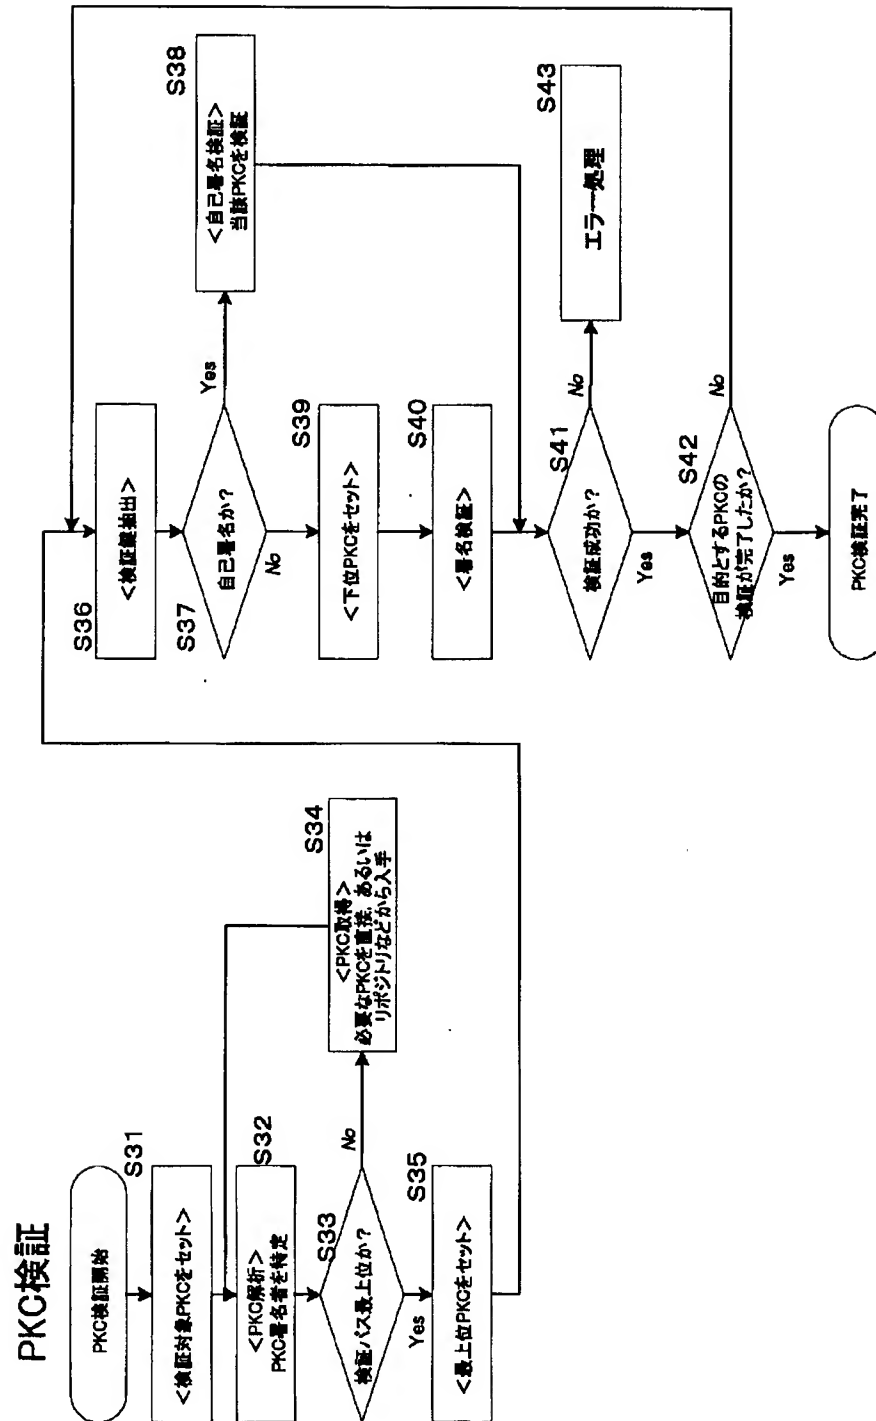 PKC検証
PKC検証開始
S31
<検証対象PKCをセット>
S32
<PKC解析>
PKC署名者を特定
S33
検証パス最上位か?
No
Yes
S34
<PKC取得>
必要なPKCを直接、あるいは
リポジトリなどから入手
S35
<最上位PKCをセット>
S36
<検証鍵抽出>
S37
自己署名か?
Yes
No
S38
<自己署名検証>
当該PKCを検証
S39
<下位PKCをセット>
S40
<署名検証>
S41
検証成功か?
No
Yes
S43
エラー処理
S42
目的とするPKCの
検証が完了したか?
No
Yes
PKC検証完了